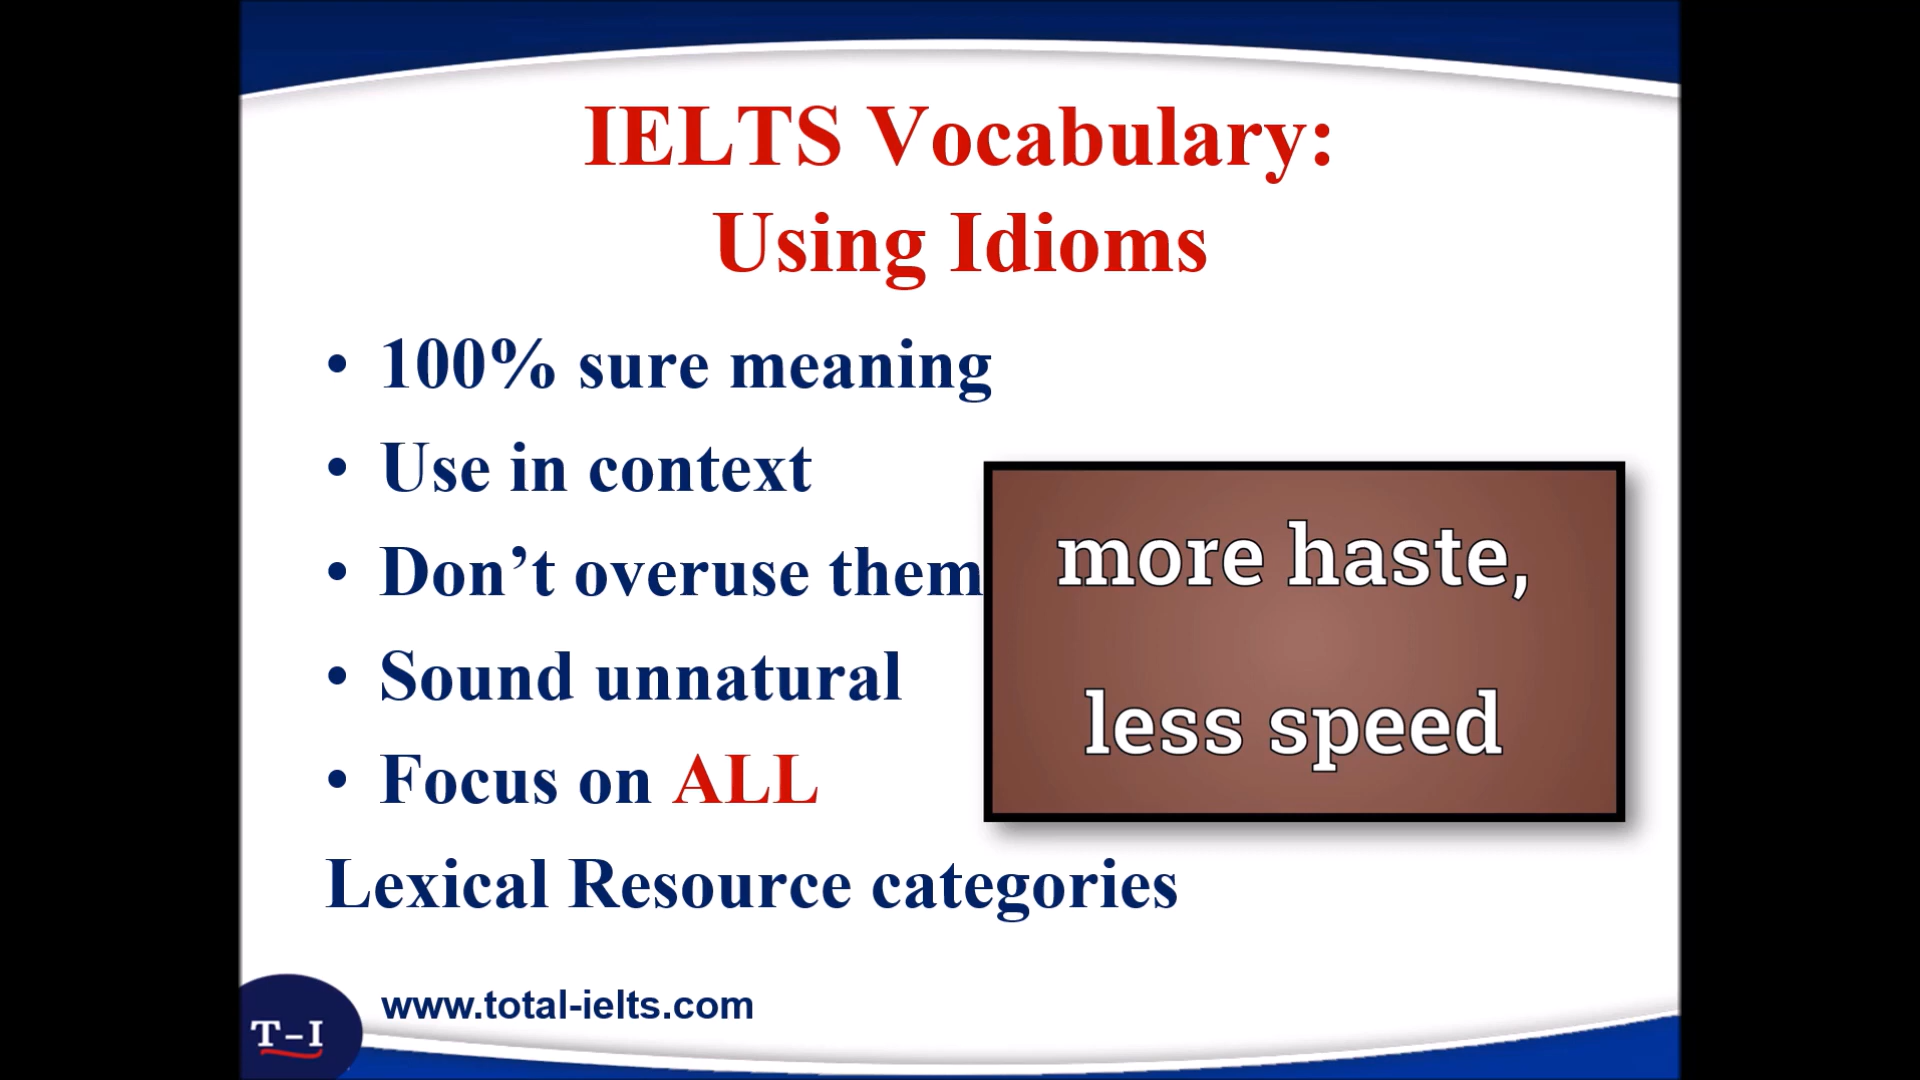 IELTS Vocabulary:
Using Idioms
• 100% sure meaning
• Use in context
• Don’t overuse them
• Sound unnatural
• Focus on ALL
Lexical Resource categories
more haste,
less speed
www.total-ielts.com
T-I